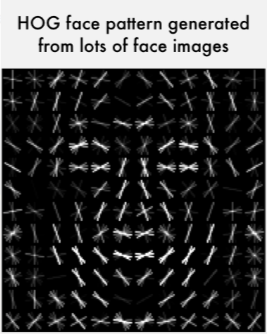 HOG face pattern generated
from lots of face images